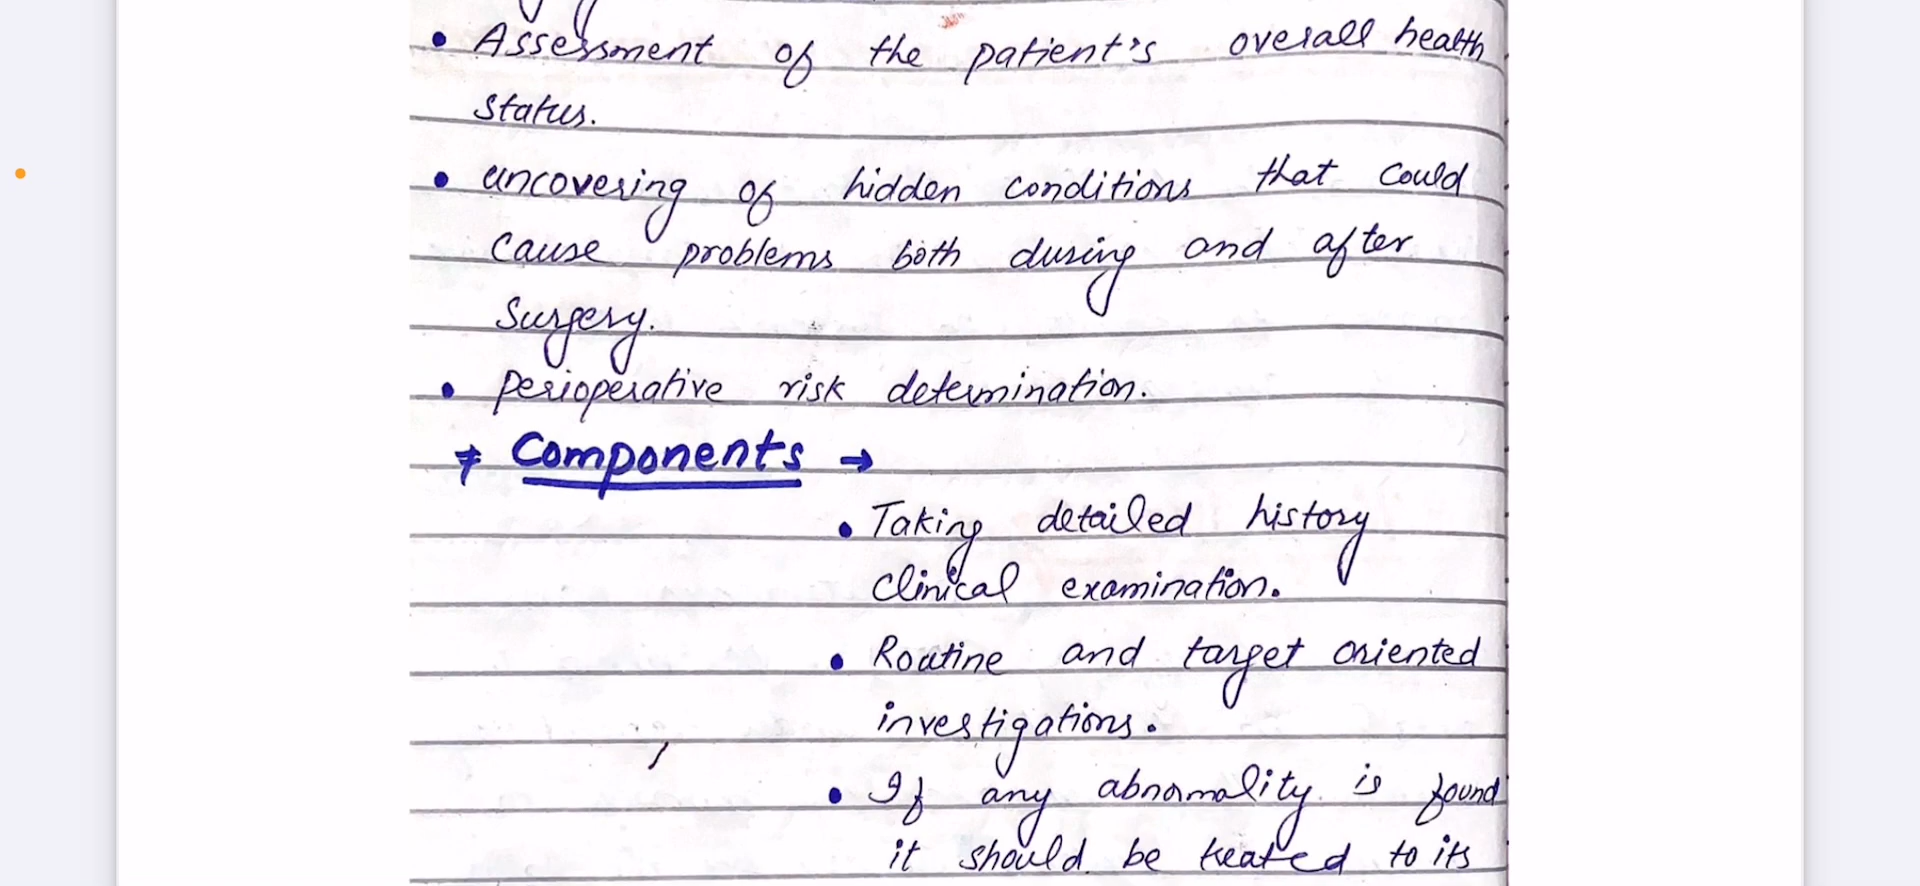 • Assessment of the patient's overall health
status.
• uncovering of hidden conditions that could
cause problems both during and after
surgery.
• perioperative risk determination.
* Components →
• Taking detailed history
clinical examination.
• Routine and target oriented
investigations.
• If any abnormality is found
it should be treated to its